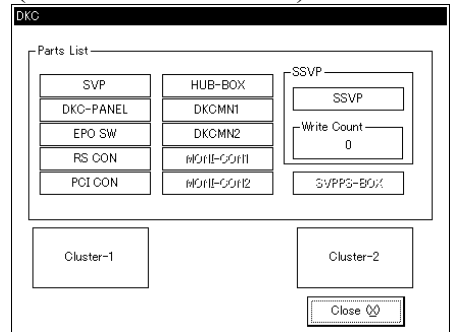 DKC
Parts List
SVP
DKC-PANEL
EPO SW
RS CON
PCI CON
HUB-BOX
DKCMN1
DKCMN2
MONI-CON1
MONI-CON2
SSVP
SSVP
Write Count
0
SVPPS-BOX
Cluster-1
Cluster-2
Close (X)